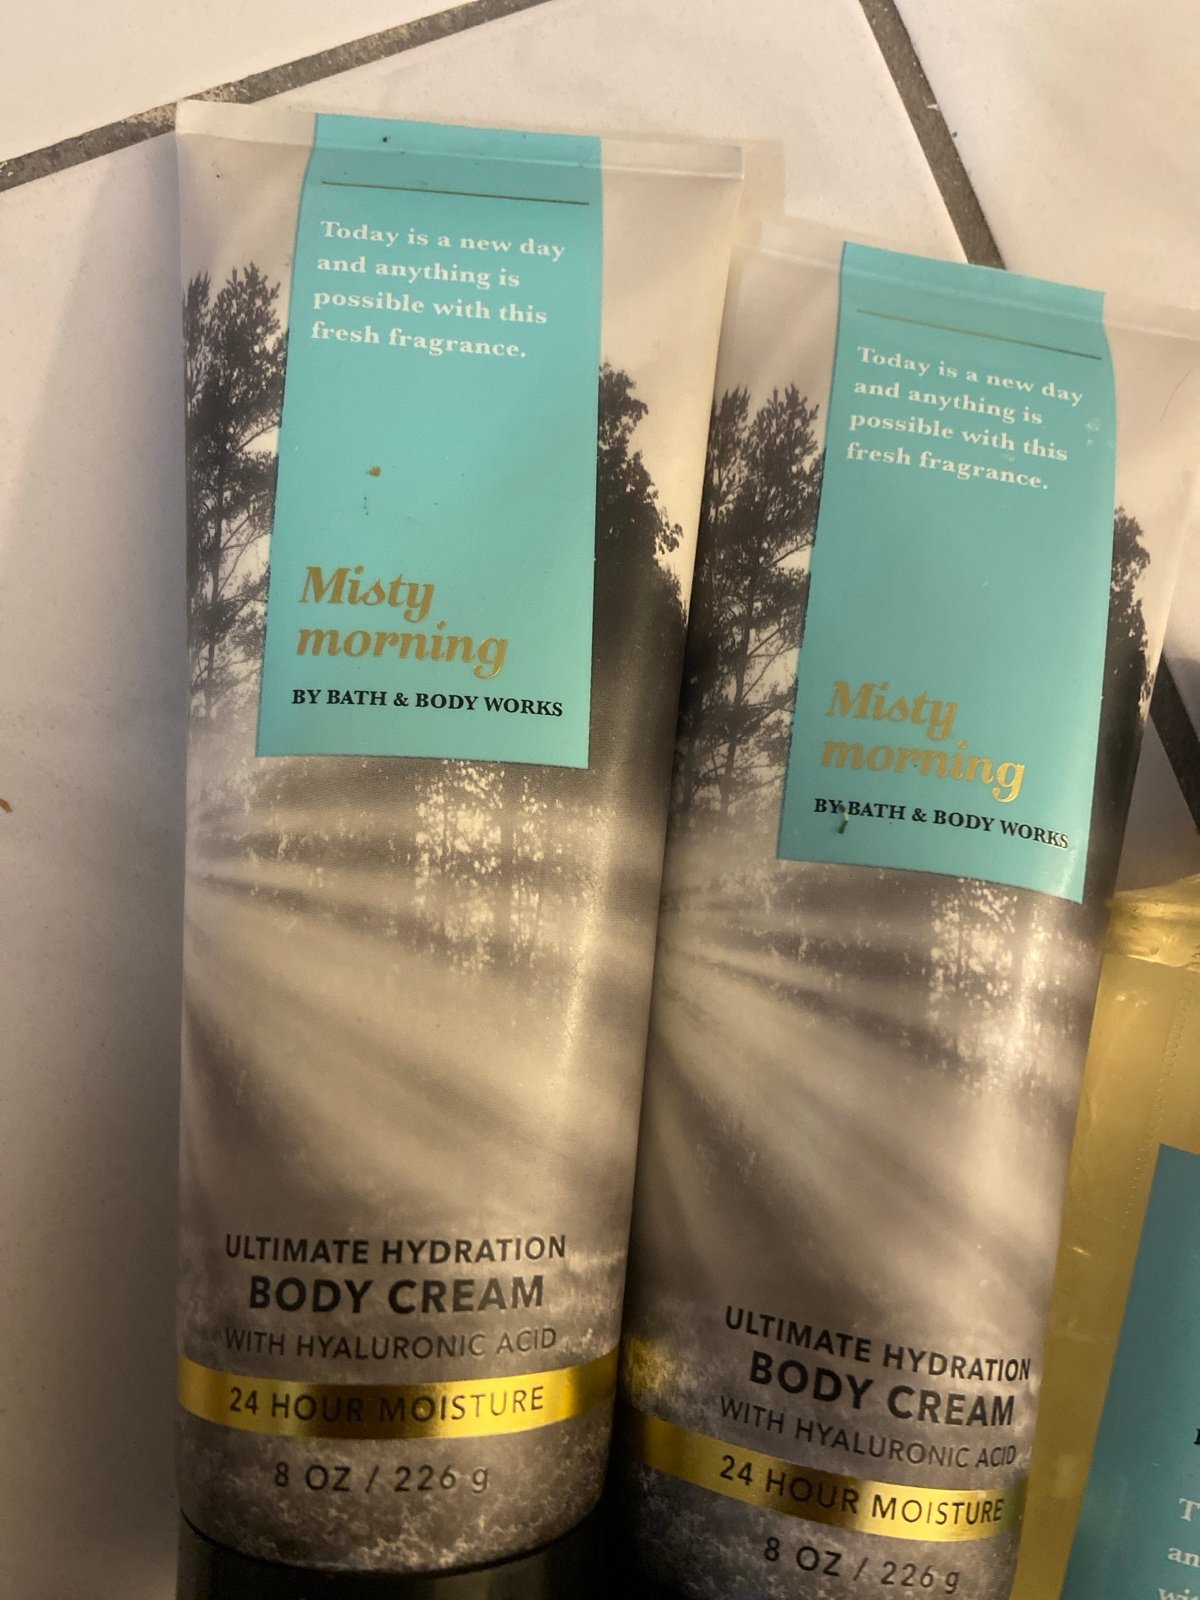 Today is a new day
and anything is
possible with this
fresh fragrance.
Misty
morning
BY BATH & BODY WORKS
ULTIMATE HYDRATION
BODY CREAM
WITH HYALURONIC ACID
24 HOUR MOISTURE
8 OZ / 226 g
Today is a new day
and anything is
possible with this
fresh fragrance.
Misty
morning
BY BATH & BODY WORKS
ULTIMATE HYDRATION
BODY CREAM
WITH HYALURONIC ACID
24 HOUR MOISTURE
8 OZ / 226 g